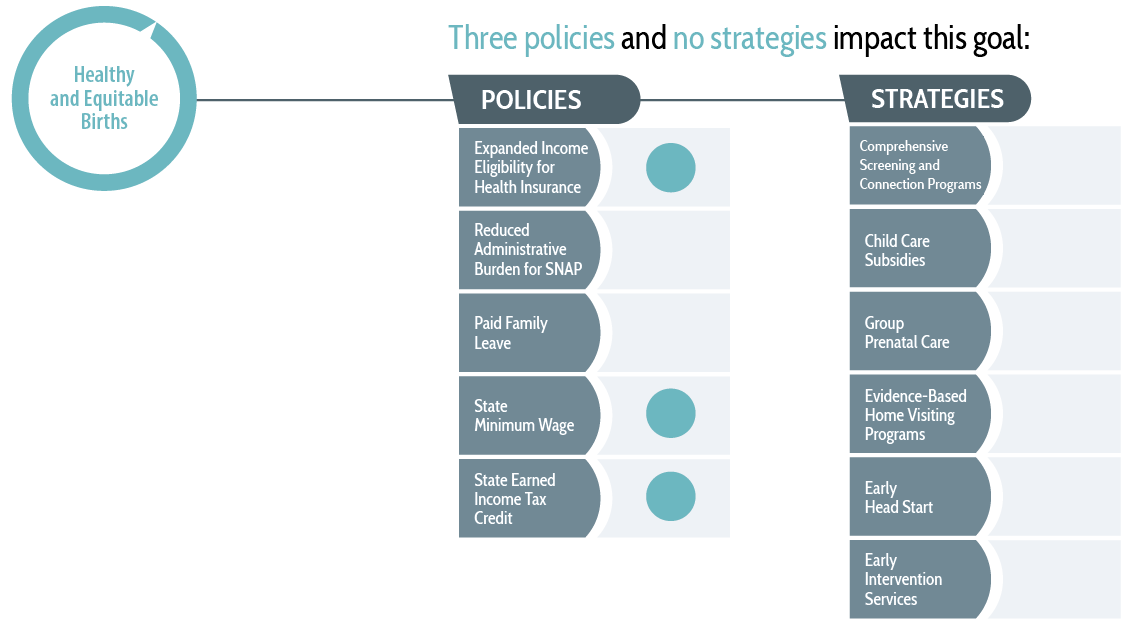 Healthy
and Equitable
Births
Three policies and no strategies impact this goal:
POLICIES
Expanded Income
Eligibility for
Health Insurance
Reduced
Administrative
Burden for SNAP
Paid Family
Leave
State
Minimum Wage
State Earned
Income Tax
Credit
STRATEGIES
Comprehensive
Screening and
Connection Programs
Child Care
Subsidies
Group
Prenatal Care
Evidence-Based
Home Visiting
Programs
Early
Head Start
Early
Intervention
Services